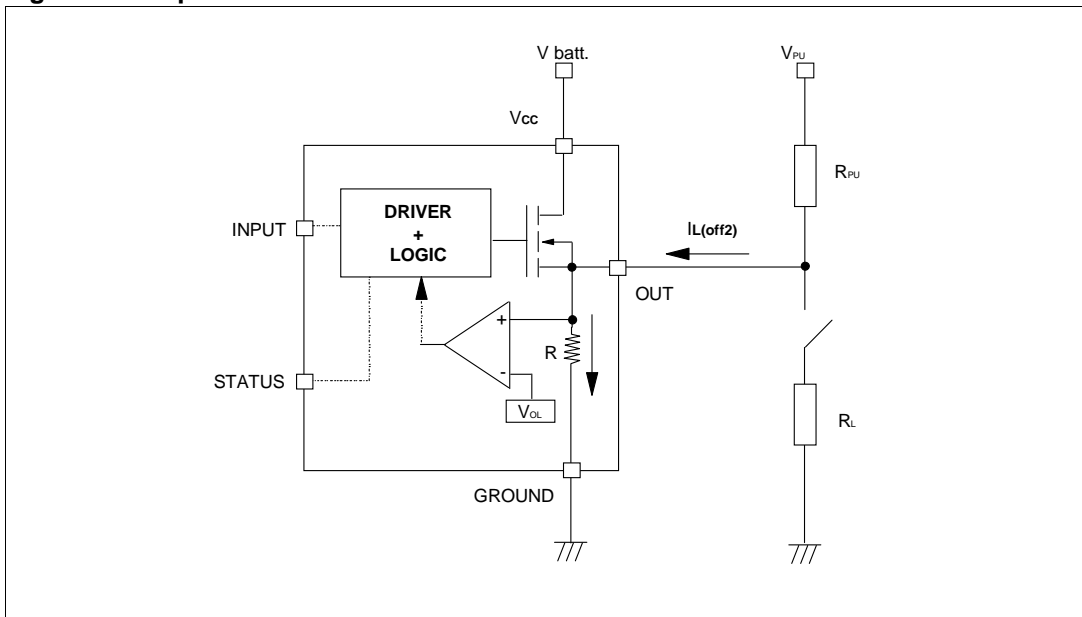 V batt.
VPU
Vcc
RPU
DRIVER
+
LOGIC
INPUT
IL(off2)
OUT
+
R
-
STATUS
VOL
RL
GROUND